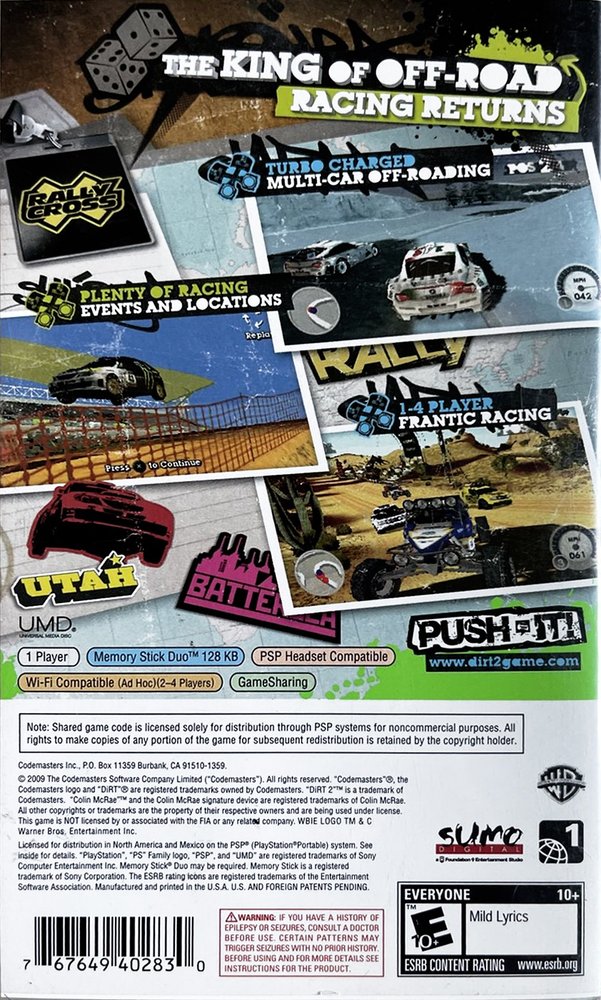 THE KING OF OFF-ROAD
RACING RETURNS
RALLY
CROSS
TURBO CHARGED
MULTI-CAR OFF-ROADING
POS 2
MPH
042
PLENTY OF RACING
EVENTS AND LOCATIONS
Repla
RALLY
1-4 PLAYER
FRANTIC RACING
Press X to Continue
MPH
061
UTAH
BATTERSEA
UMD
UNIVERSAL MEDIA DISC
PUSH IT!
www.dirt2game.com
1 Player
Memory Stick Duo™ 128 KB
PSP Headset Compatible
Wi-Fi Compatible (Ad Hoc)(2–4 Players)
GameSharing
Note: Shared game code is licensed solely for distribution through PSP systems for noncommercial purposes. All
rights to make copies of any portion of the game for subsequent redistribution is retained by the copyright holder.
Codemasters Inc., P.O. Box 11359 Burbank, CA 91510-1359.
© 2009 The Codemasters Software Company Limited ("Codemasters"). All rights reserved. "Codemasters"®, the
Codemasters logo and "DiRT"® are registered trademarks owned by Codemasters. "DiRT 2"™ is a trademark of
Codemasters. "Colin McRae"™ and the Colin McRae signature device are registered trademarks of Colin McRae.
All other copyrights or trademarks are the property of their respective owners and are being used under license.
This game is NOT licensed by or associated with the FIA or any related company. WBIE LOGO TM & ©
Warner Bros. Entertainment Inc.
Licensed for distribution in North America and Mexico on the PSP® (PlayStation®Portable) system. See
inside for details. "PlayStation", "PS" Family logo, "PSP", and "UMD" are registered trademarks of Sony
Computer Entertainment Inc. Memory Stick® Duo may be required. Memory Stick is a registered
trademark of Sony Corporation. The ESRB rating icons are registered trademarks of the Entertainment
Software Association. Manufactured and printed in the U.S.A. U.S. AND FOREIGN PATENTS PENDING.
WB
SUMO
DIGITAL
a Foundation 9 Entertainment Studio
1
EVERYONE 10+
E
10+
™
Mild Lyrics
ESRB CONTENT RATING www.esrb.org
7 67649 40283 0
WARNING: IF YOU HAVE A HISTORY OF
EPILEPSY OR SEIZURES, CONSULT A DOCTOR
BEFORE USE. CERTAIN PATTERNS MAY
TRIGGER SEIZURES WITH NO PRIOR HISTORY.
BEFORE USING AND FOR MORE DETAILS SEE
INSTRUCTIONS FOR THE PRODUCT.